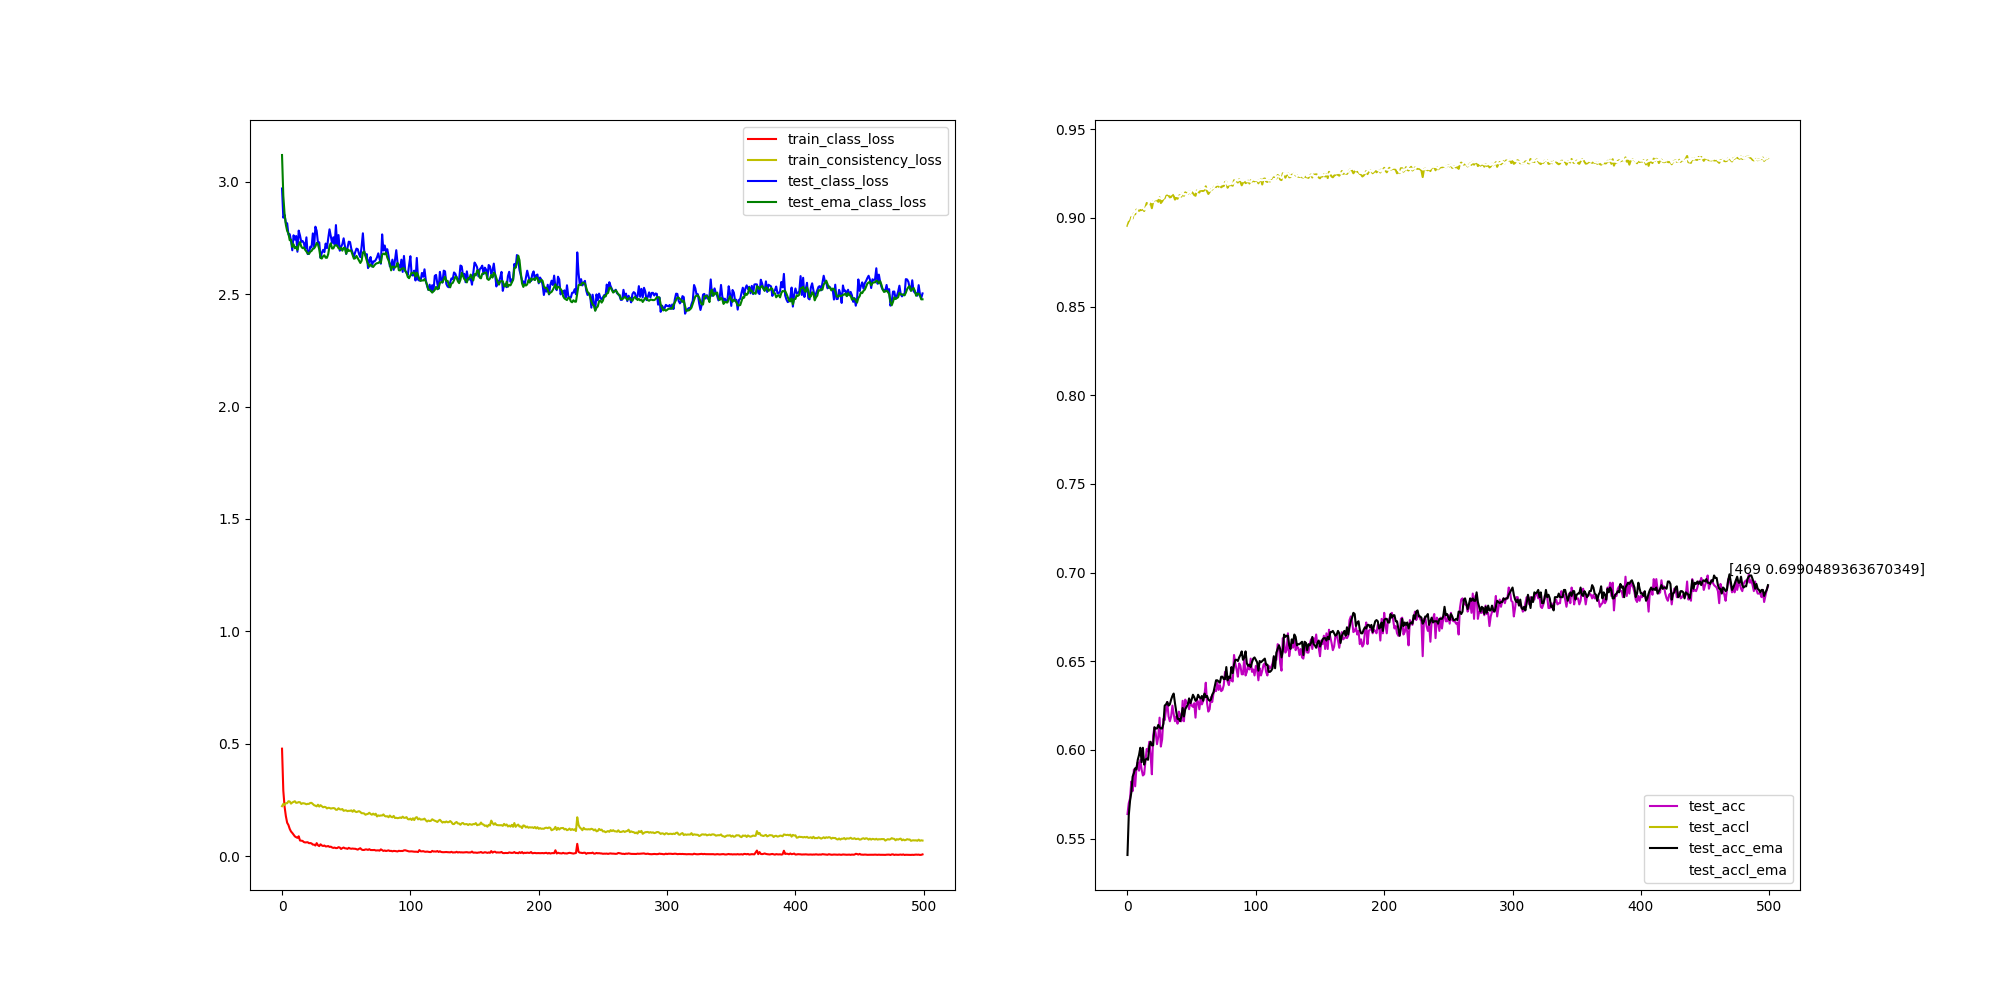 train_class_loss
train_consistency_loss
test_class_loss
test_ema_class_loss
3.0
2.5
2.0
1.5
1.0
0.5
0.0
0 100 200 300 400 500
0.95
0.90
0.85
0.80
0.75
0.70
0.65
0.60
0.55
[469 0.6990489363670349]
test_acc
test_accl
test_acc_ema
test_accl_ema
0 100 200 300 400 500